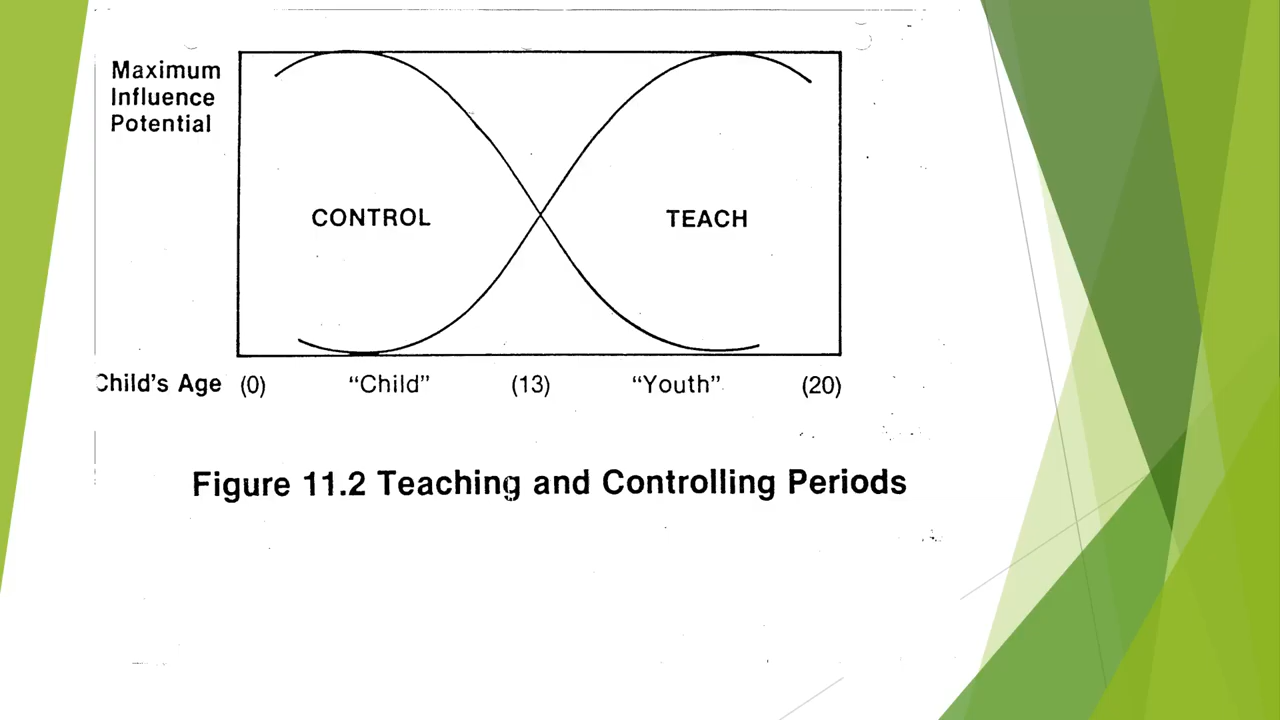 Maximum
Influence
Potential
CONTROL
TEACH
Child's Age (0) "Child" (13) "Youth" (20)
Figure 11.2 Teaching and Controlling Periods